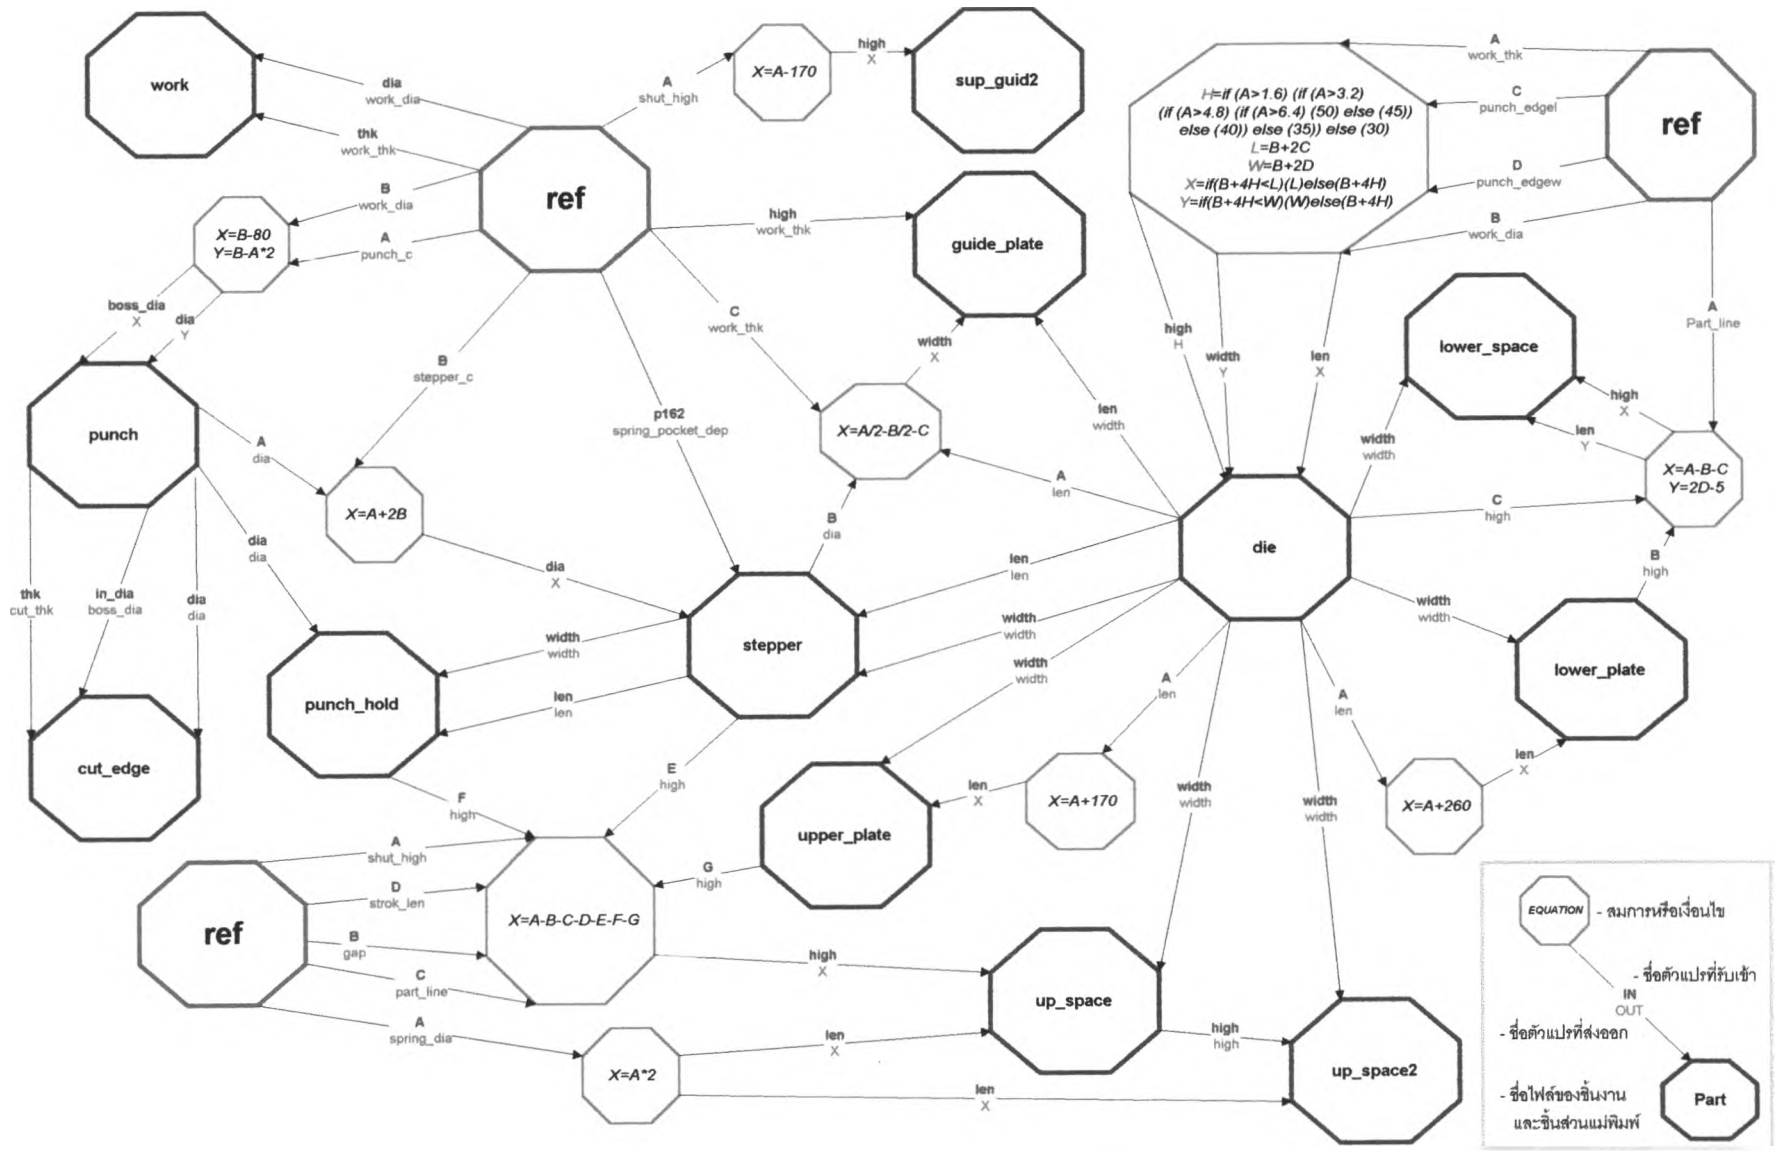 work
dia
work_dia
thk
work_thk
A
shut_high
X=A-170
high
X
sup_guid2
ref
B
work_dia
A
punch_c
X=B-80
Y=B-A*2
high
work_thk
guide_plate
A
work_thk
C
punch_edgel
D
punch_edgew
B
work_dia
ref
H=if (A>1.6) (if (A>3.2)
(if (A>4.8) (if (A>6.4) (50) else (45))
else (40)) else (35)) else (30)
L=B+2C
W=B+2D
X=if(B+4H<L)(L)else(B+4H)
Y=if(B+4H<W)(W)else(B+4H)
boss_dia
X
dia
Y
B
stepper_c
C
work_thk
width
X
high
H
width
Y
len
X
A
Part_line
lower_space
high
X
len
Y
punch
A
dia
p162
spring_pocket_dep
X=A/2-B/2-C
len
width
width
width
X=A-B-C
Y=2D-5
X=A+2B
A
len
B
dia
C
high
die
B
high
dia
dia
dia
X
len
len
thk
cut_thk
in_dia
boss_dia
dia
dia
width
width
stepper
width
width
width
width
width
width
lower_plate
punch_hold
len
len
A
len
A
len
cut_edge
E
high
F
high
upper_plate
len
X
X=A+170
width
width
width
width
X=A+260
len
X
A
shut_high
D
strok_len
B
gap
C
part_line
A
spring_dia
ref
X=A-B-C-D-E-F-G
G
high
high
X
up_space
len
X
high
high
X=A*2
len
X
up_space2
EQUATION
- สมการหรือเงื่อนไข
- ชื่อตัวแปรที่รับเข้า
IN
OUT
- ชื่อตัวแปรที่ส่งออก
- ชื่อไฟล์ของชิ้นงาน
และชิ้นส่วนแม่พิมพ์
Part